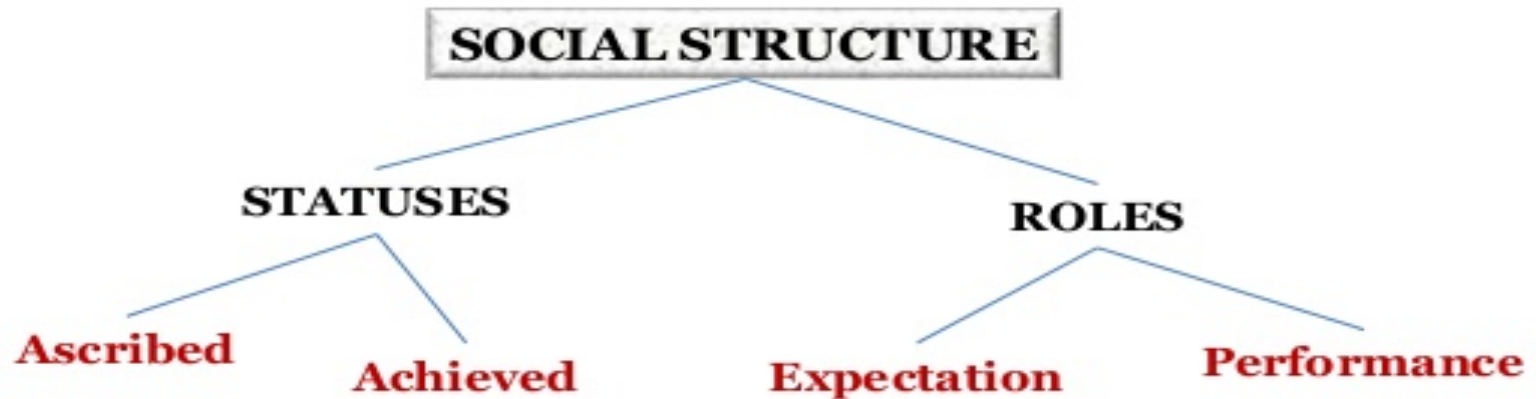 SOCIAL STRUCTURE
STATUSES
ROLES
Ascribed
Achieved
Expectation
Performance